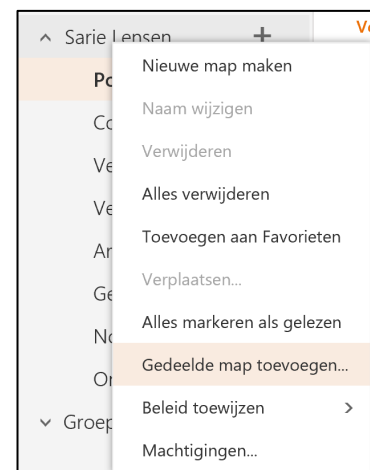 Sarie Lensen +
Nieuwe map maken
Naam wijzigen
Verwijderen
Alles verwijderen
Toevoegen aan Favorieten
Verplaatsen...
Alles markeren als gelezen
Gedeelde map toevoegen...
Beleid toewijzen >
Machtigingen...